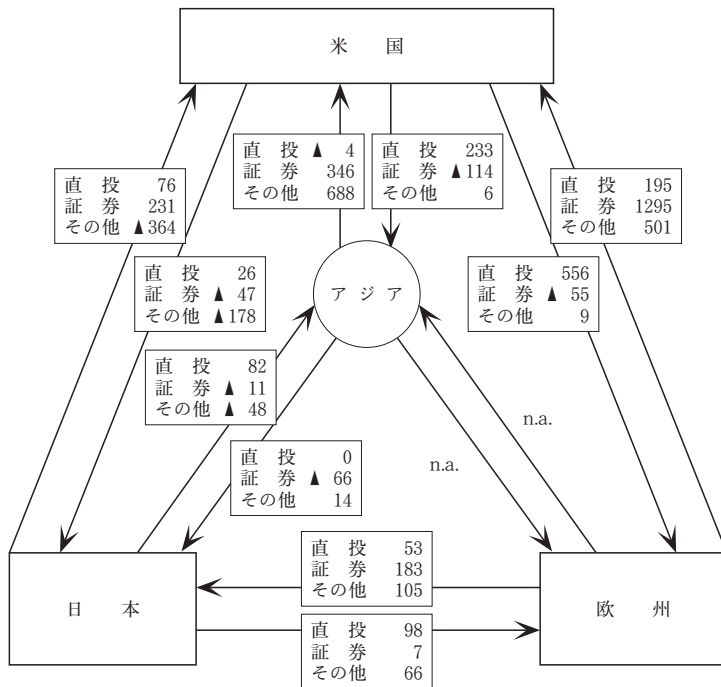 米 国
直 投 ▲ 4
証 券 346
その他 688
直 投 233
証 券 ▲114
その他 6
直 投 76
証 券 231
その他 ▲364
直 投 195
証 券 1295
その他 501
直 投 26
証 券 ▲ 47
その他 ▲178
ア ジ ア
直 投 556
証 券 ▲ 55
その他 9
直 投 82
証 券 ▲ 11
その他 ▲ 48
n.a.
直 投 0
証 券 ▲ 66
その他 14
n.a.
直 投 53
証 券 183
その他 105
日 本
欧 州
直 投 98
証 券 7
その他 66